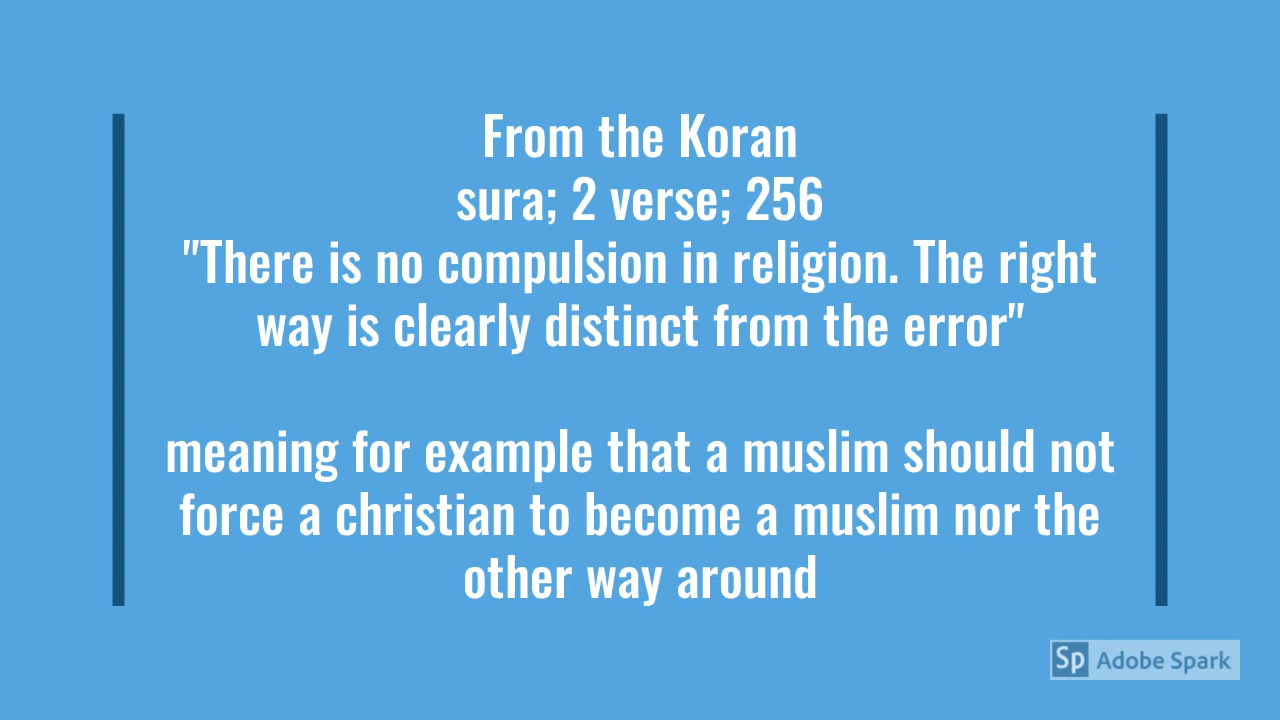 From the Koran
sura; 2 verse; 256
"There is no compulsion in religion. The right
way is clearly distinct from the error"
meaning for example that a muslim should not
force a christian to become a muslim nor the
other way around
Sp Adobe Spark